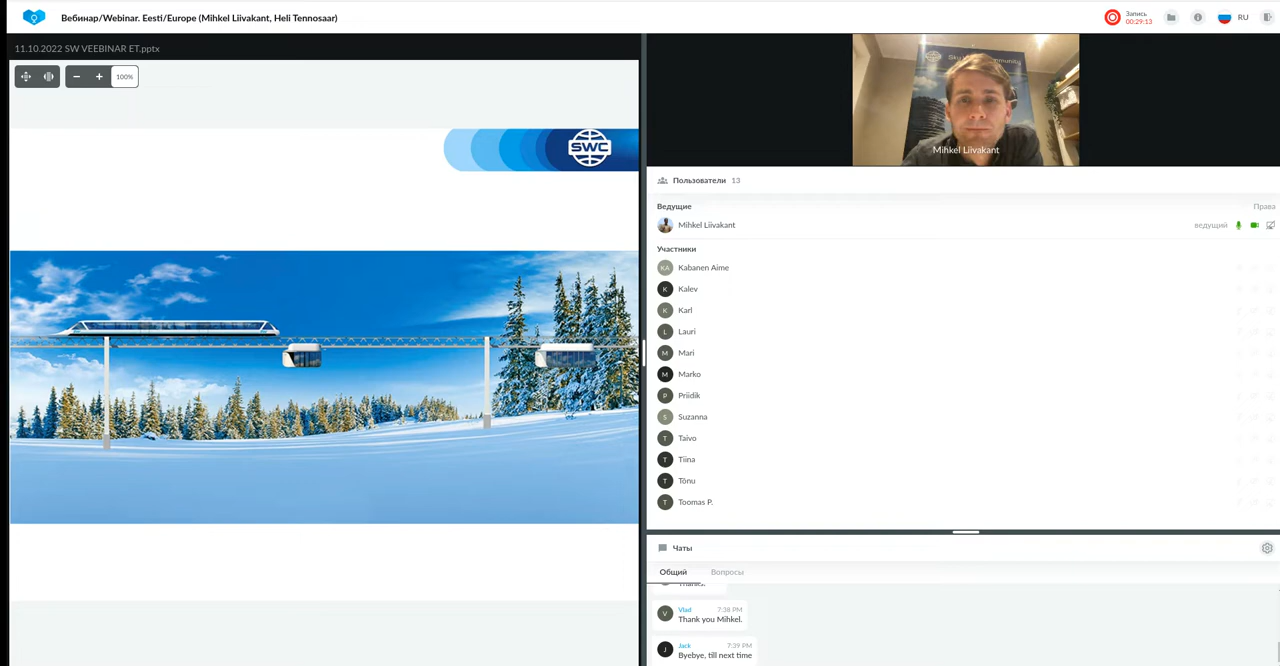 Вебинар/Webinar. Eesti/Europe (Mihkel Liivakant, Heli Tennosaar)
Запись
00:29:13
RU
11.10.2022 SW VEEBINAR ET.pptx
100%
SWC
Mihkel Liivakant
Пользователи 13
Ведущие Права
Mihkel Liivakant ведущий
Участники
KA Kabanen Aime
K Kalev
K Karl
L Lauri
M Mari
M Marko
P Priidik
S Suzanna
T Taivo
T Tiina
T Tõnu
T Toomas P.
Чаты
Общий Вопросы
Thanks.
V Vlad 7:38 PM
Thank you Mihkel.
J Jack 7:39 PM
Byebye, till next time